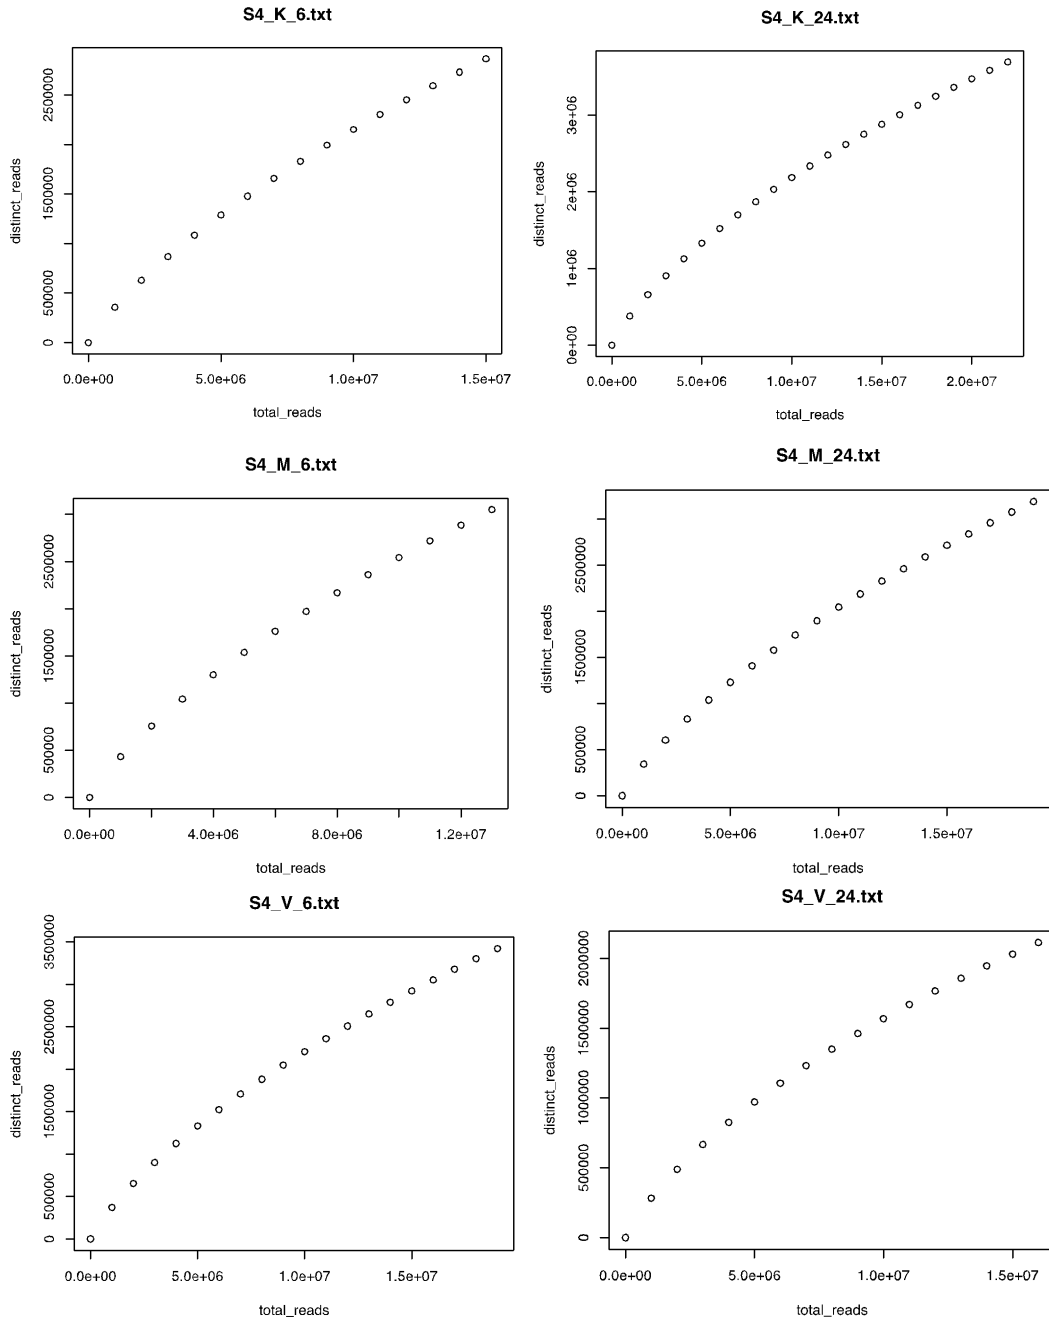 S4_K_6.txt
distinct_reads
0 500000 1500000 2500000
0.0e+00 5.0e+06 1.0e+07 1.5e+07
total_reads
S4_K_24.txt
distinct_reads
0e+00 1e+06 2e+06 3e+06
0.0e+00 5.0e+06 1.0e+07 1.5e+07 2.0e+07
total_reads
S4_M_6.txt
distinct_reads
0 500000 1500000 2500000
0.0e+00 4.0e+06 8.0e+06 1.2e+07
total_reads
S4_M_24.txt
distinct_reads
0 500000 1500000 2500000
0.0e+00 5.0e+06 1.0e+07 1.5e+07
total_reads
S4_V_6.txt
distinct_reads
0 500000 1500000 2500000 3500000
0.0e+00 5.0e+06 1.0e+07 1.5e+07
total_reads
S4_V_24.txt
distinct_reads
0 500000 1000000 1500000 2000000
0.0e+00 5.0e+06 1.0e+07 1.5e+07
total_reads